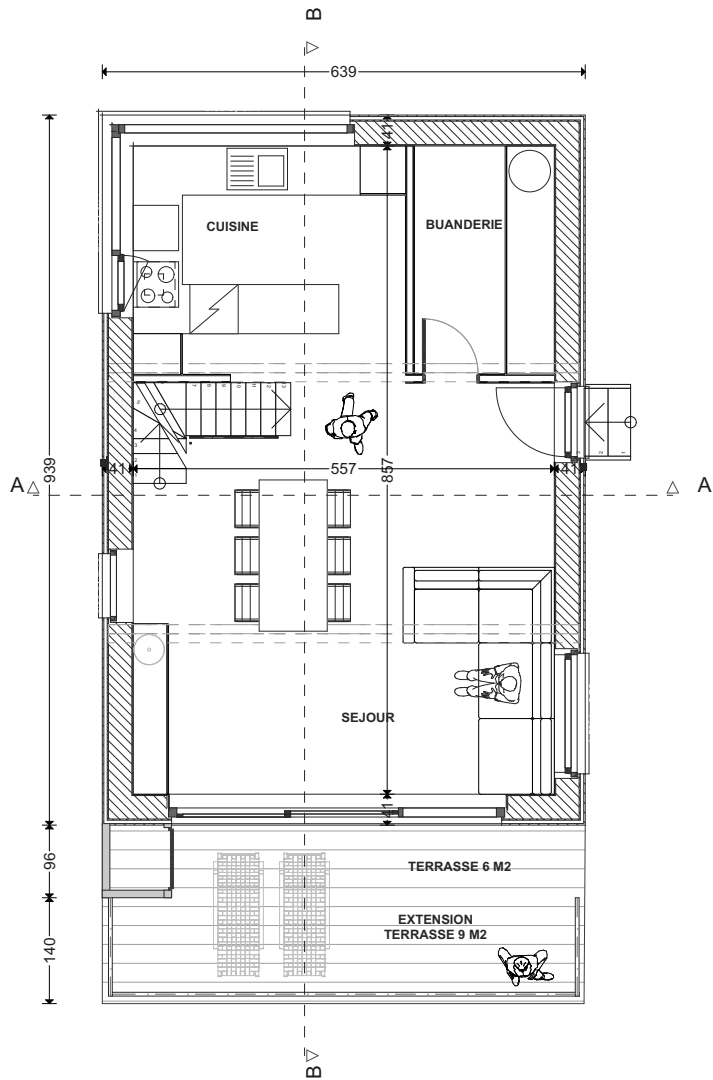 B
639
41
CUISINE
BUANDERIE
939
41
557
857
41
A
A
SEJOUR
41
96
TERRASSE 6 M2
EXTENSION
TERRASSE 9 M2
140
B